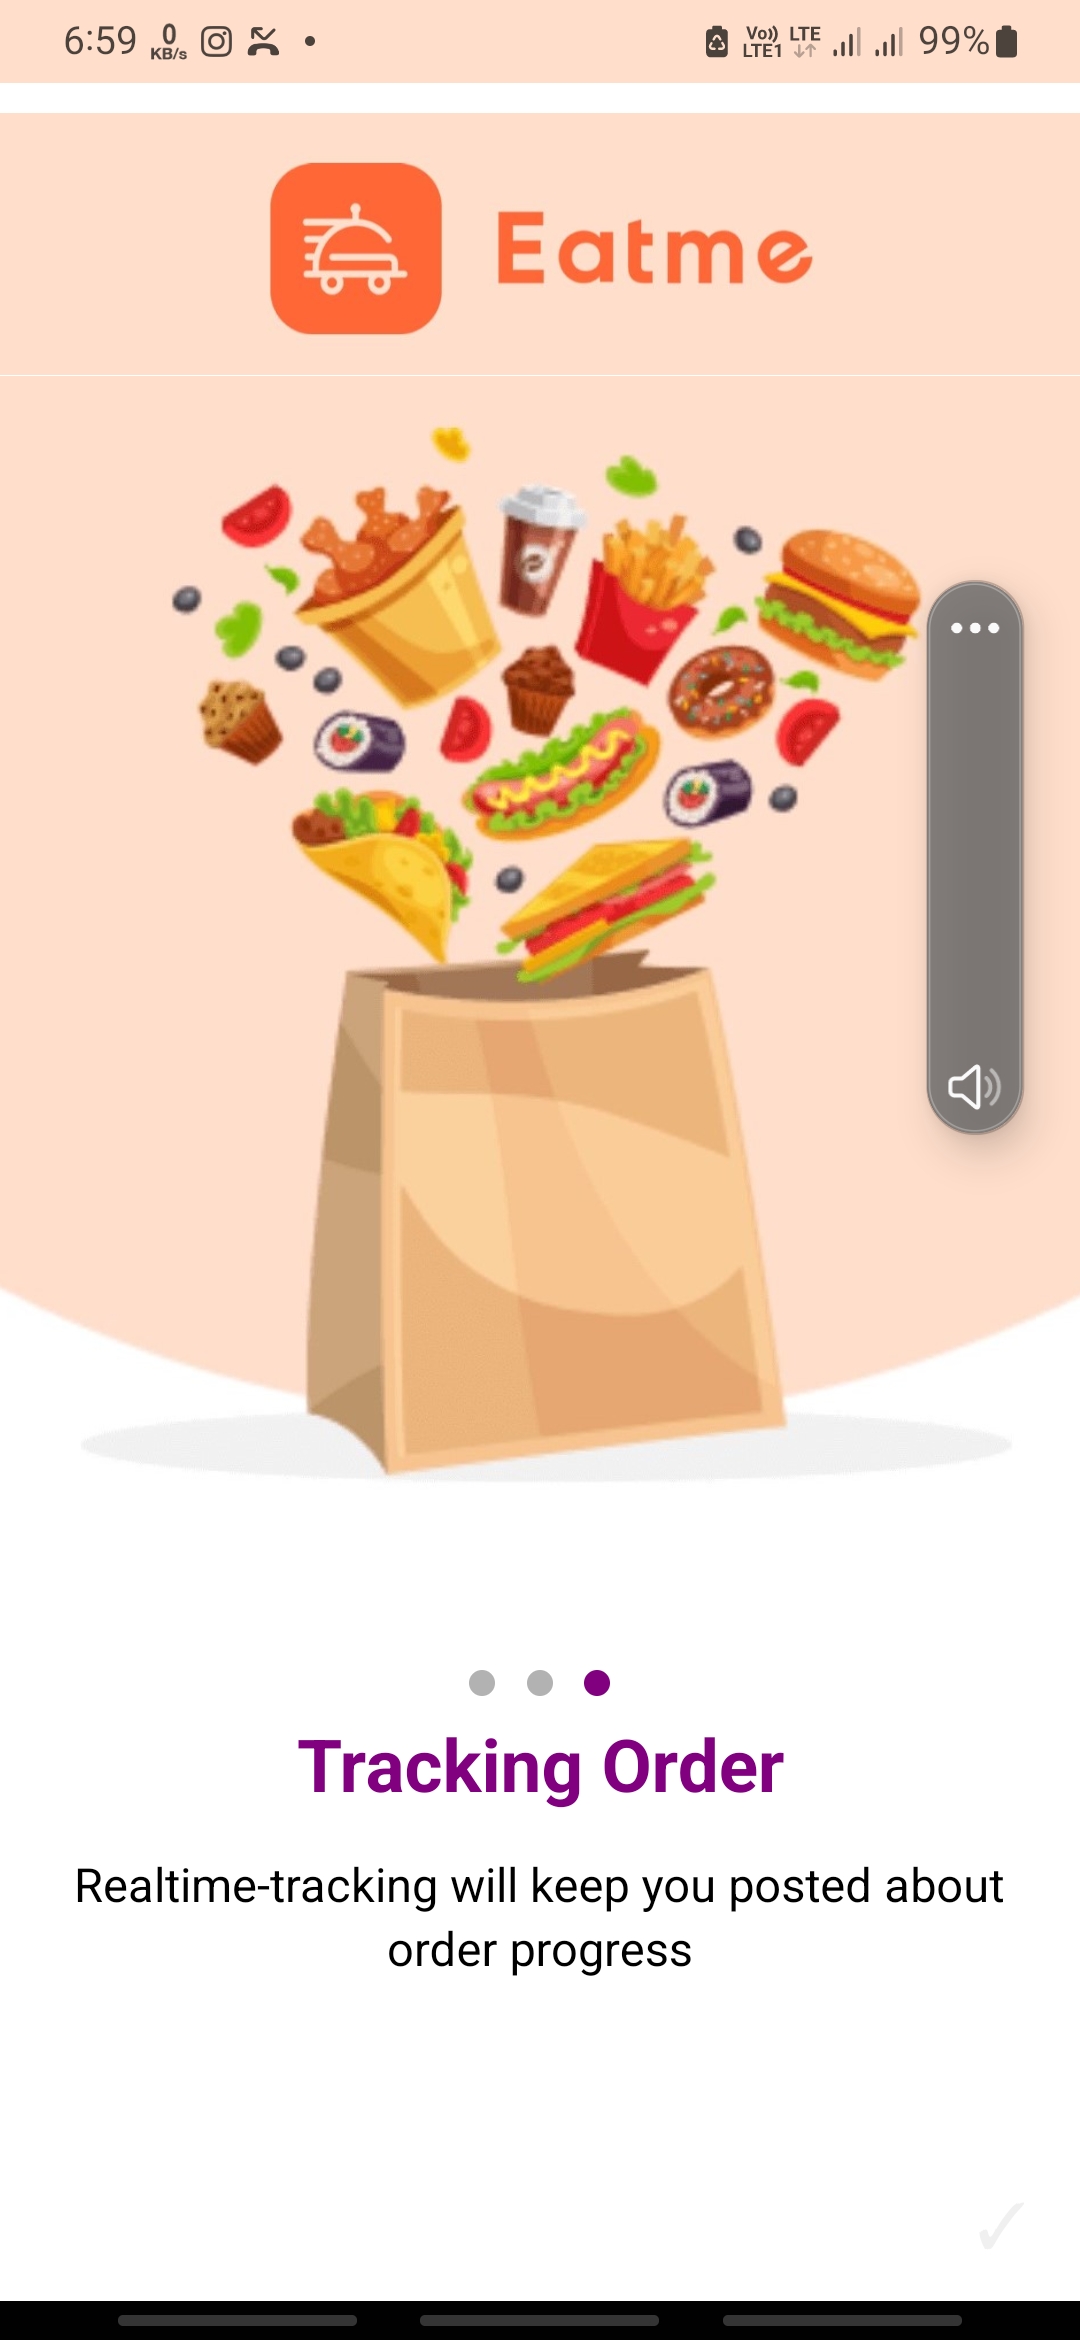 6:59 0 KB/s Vo)) LTE1 LTE 99%
Eatme
Tracking Order
Realtime-tracking will keep you posted about
order progress